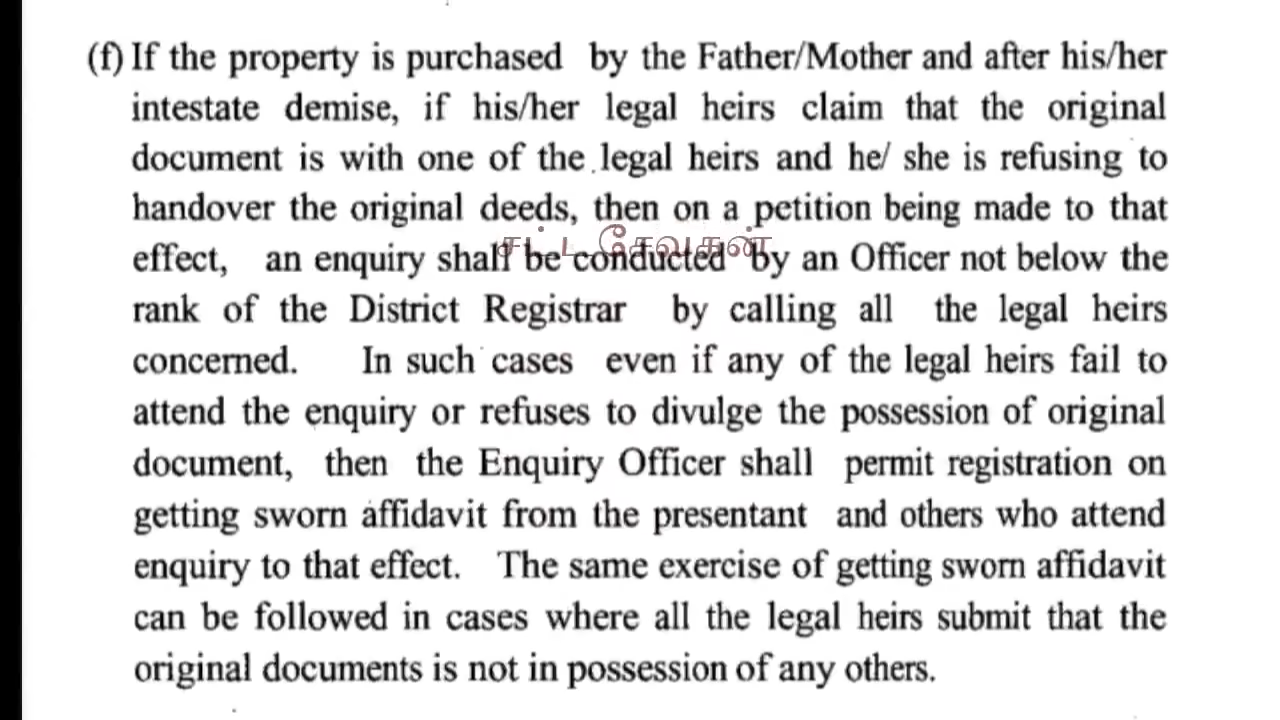 (f) If the property is purchased by the Father/Mother and after his/her
intestate demise, if his/her legal heirs claim that the original
document is with one of the legal heirs and he/ she is refusing to
handover the original deeds, then on a petition being made to that
சட்ட சேவகன்
effect, an enquiry shall be conducted by an Officer not below the
rank of the District Registrar by calling all the legal heirs
concerned. In such cases even if any of the legal heirs fail to
attend the enquiry or refuses to divulge the possession of original
document, then the Enquiry Officer shall permit registration on
getting sworn affidavit from the presentant and others who attend
enquiry to that effect. The same exercise of getting sworn affidavit
can be followed in cases where all the legal heirs submit that the
original documents is not in possession of any others.